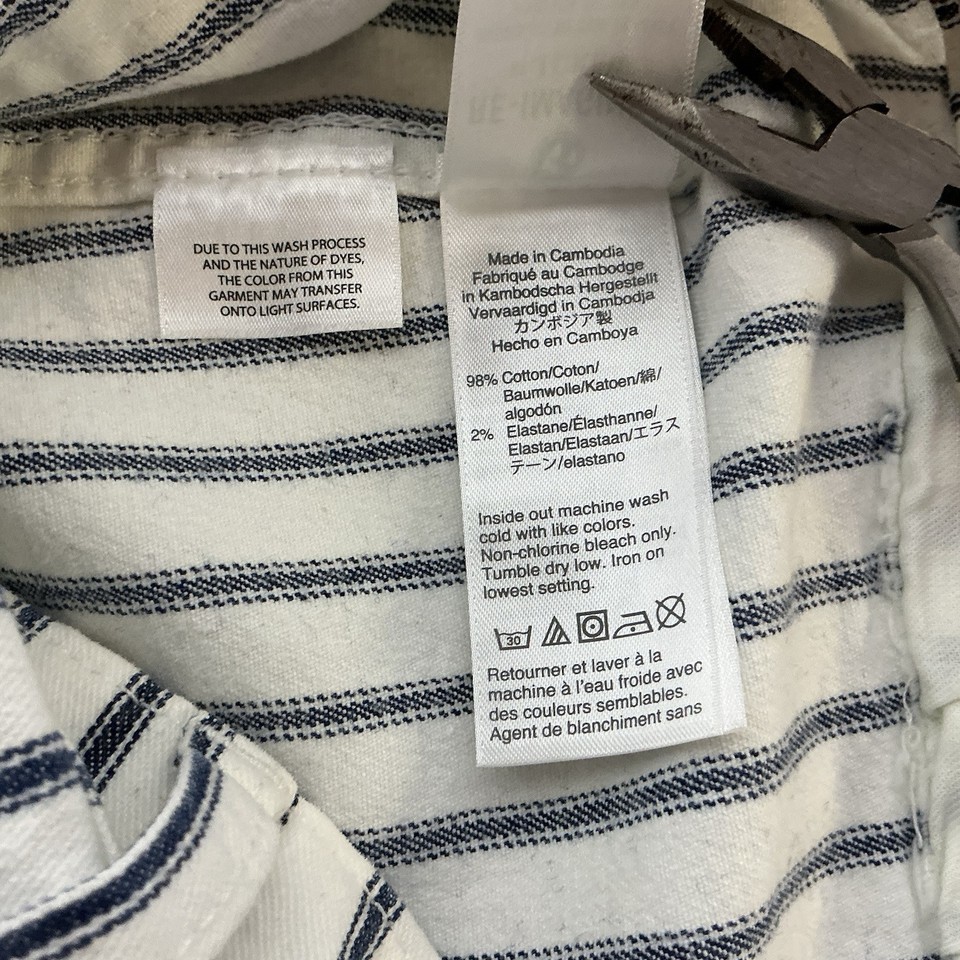 DUE TO THIS WASH PROCESS
AND THE NATURE OF DYES,
THE COLOR FROM THIS
GARMENT MAY TRANSFER
ONTO LIGHT SURFACES.
Made in Cambodia
Fabriqué au Cambodge
in Kambodscha Hergestellt
Vervaardigd in Cambodja
カンボジア製
Hecho en Camboya
98% Cotton/Coton/
Baumwolle/Katoen/綿/
algodón
2% Elastane/Élasthanne/
Elastan/Elastaan/エラス
テーン/elastano
Inside out machine wash
cold with like colors.
Non-chlorine bleach only.
Tumble dry low. Iron on
lowest setting.
30
Retourner et laver à la
machine à l'eau froide avec
des couleurs semblables.
Agent de blanchiment sans